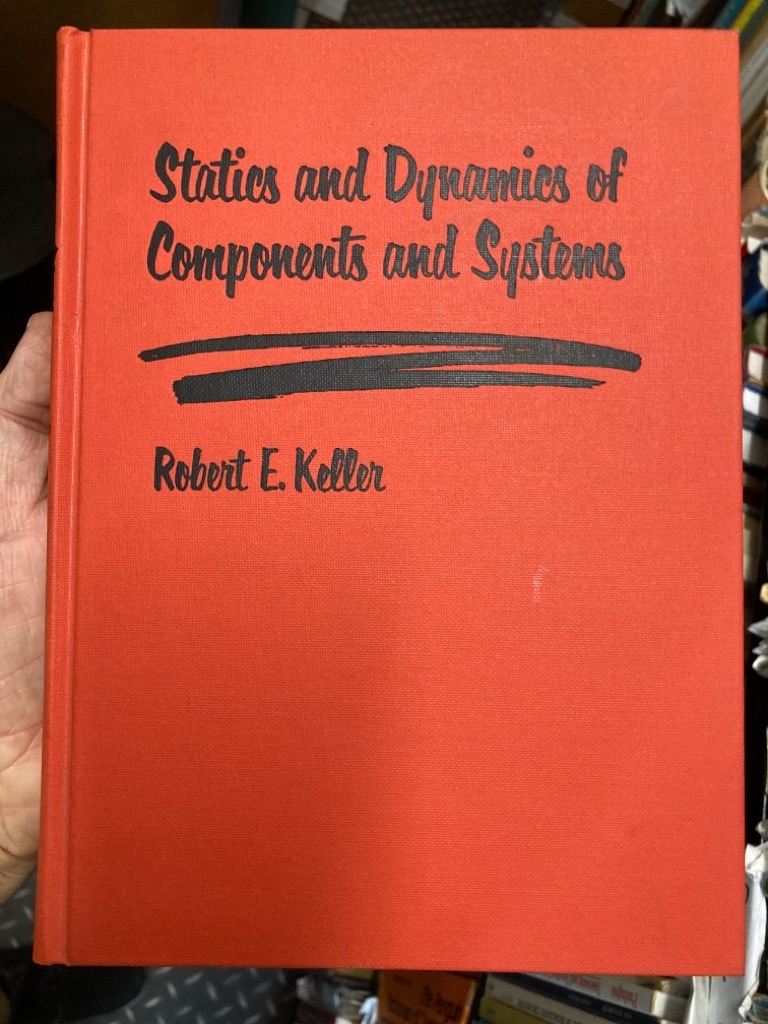 Statics and Dynamics of
Components and Systems
Robert E. Keller